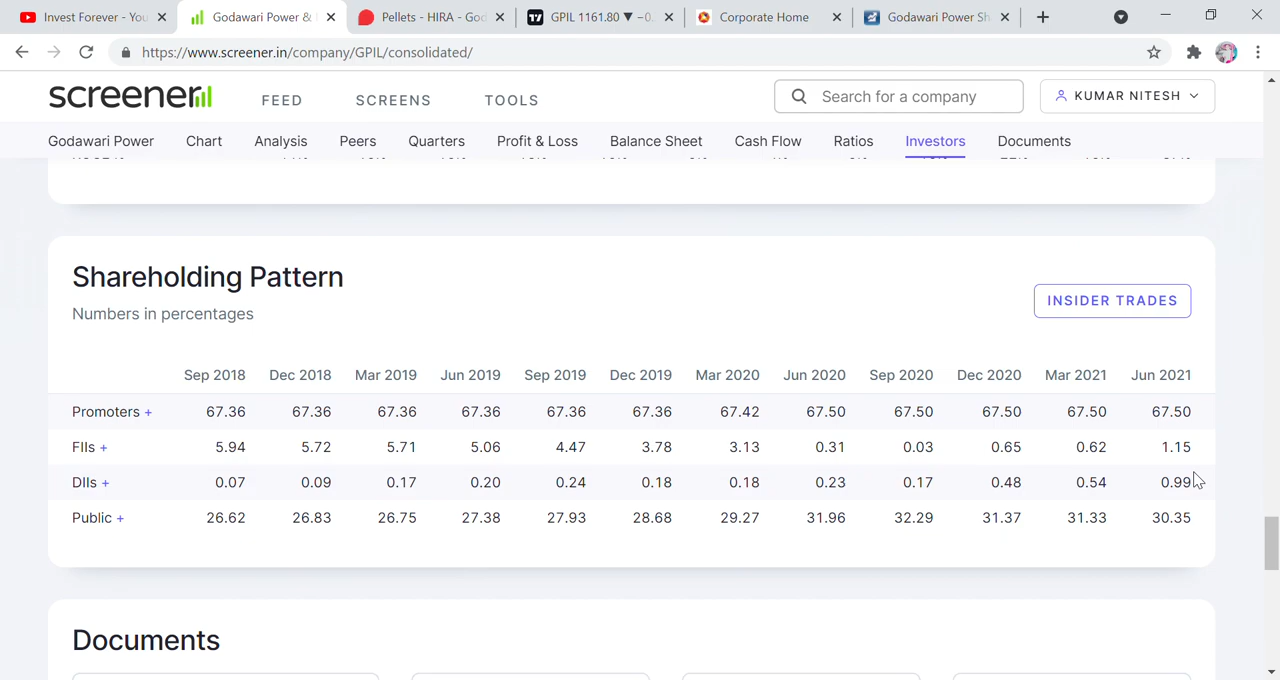 Invest Forever - You
Godawari Power &
Pellets - HIRA - God
GPIL 1161.80 ▼ −0.
Corporate Home
Godawari Power Sh
https://www.screener.in/company/GPIL/consolidated/
screener
FEED SCREENS TOOLS
Search for a company
KUMAR NITESH
Godawari Power Chart Analysis Peers Quarters Profit & Loss Balance Sheet Cash Flow Ratios Investors Documents
Shareholding Pattern
Numbers in percentages
INSIDER TRADES
Sep 2018 Dec 2018 Mar 2019 Jun 2019 Sep 2019 Dec 2019 Mar 2020 Jun 2020 Sep 2020 Dec 2020 Mar 2021 Jun 2021
Promoters + 67.36 67.36 67.36 67.36 67.36 67.36 67.42 67.50 67.50 67.50 67.50 67.50
FIIs + 5.94 5.72 5.71 5.06 4.47 3.78 3.13 0.31 0.03 0.65 0.62 1.15
DIIs + 0.07 0.09 0.17 0.20 0.24 0.18 0.18 0.23 0.17 0.48 0.54 0.99
Public + 26.62 26.83 26.75 27.38 27.93 28.68 29.27 31.96 32.29 31.37 31.33 30.35
Documents